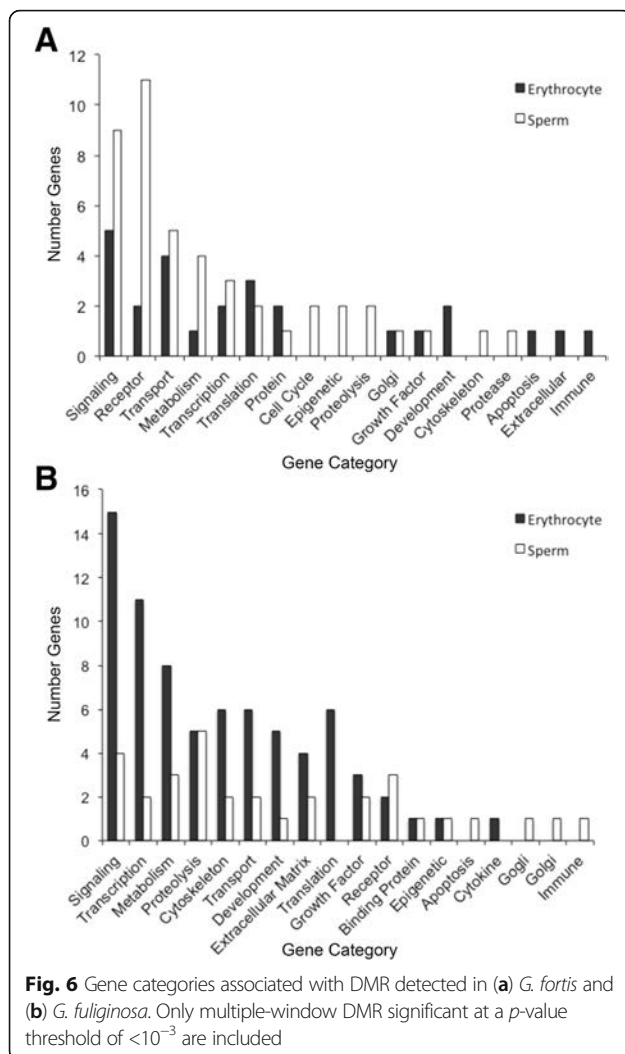 A
12
10
8
6
4
2
0
Number Genes
Erythrocyte
Sperm
Signaling
Receptor
Transport
Metabolism
Transcription
Translation
Protein
Cell Cycle
Epigenetic
Proteolysis
Golgi
Growth Factor
Development
Cytoskeleton
Protease
Apoptosis
Extracellular
Immune
Gene Category
B
16
14
12
10
8
6
4
2
0
Number Genes
Erythrocyte
Sperm
Signaling
Transcription
Metabolism
Proteolysis
Cytoskeleton
Transport
Development
Extracellular Matrix
Translation
Growth Factor
Receptor
Binding Protein
Epigenetic
Apoptosis
Cytokine
Gogli
Golgi
Immune
Gene Category
Fig. 6 Gene categories associated with DMR detected in (a) G. fortis and
(b) G. fuliginosa. Only multiple-window DMR significant at a p-value
threshold of <10⁻³ are included